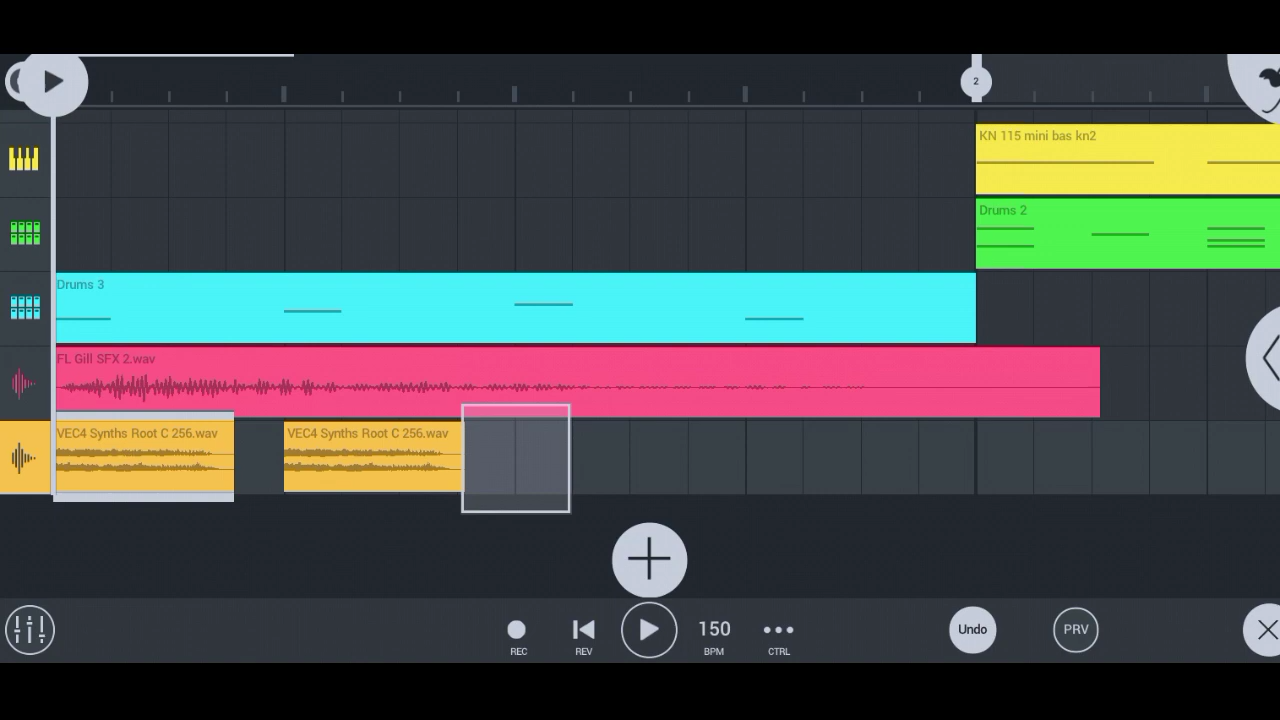 2
KN 115 mini bas kn2
Drums 2
Drums 3
FL Gill SFX 2.wav
VEC4 Synths Root C 256.wav
VEC4 Synths Root C 256.wav
150
Undo
PRV
REC
REV
BPM
CTRL